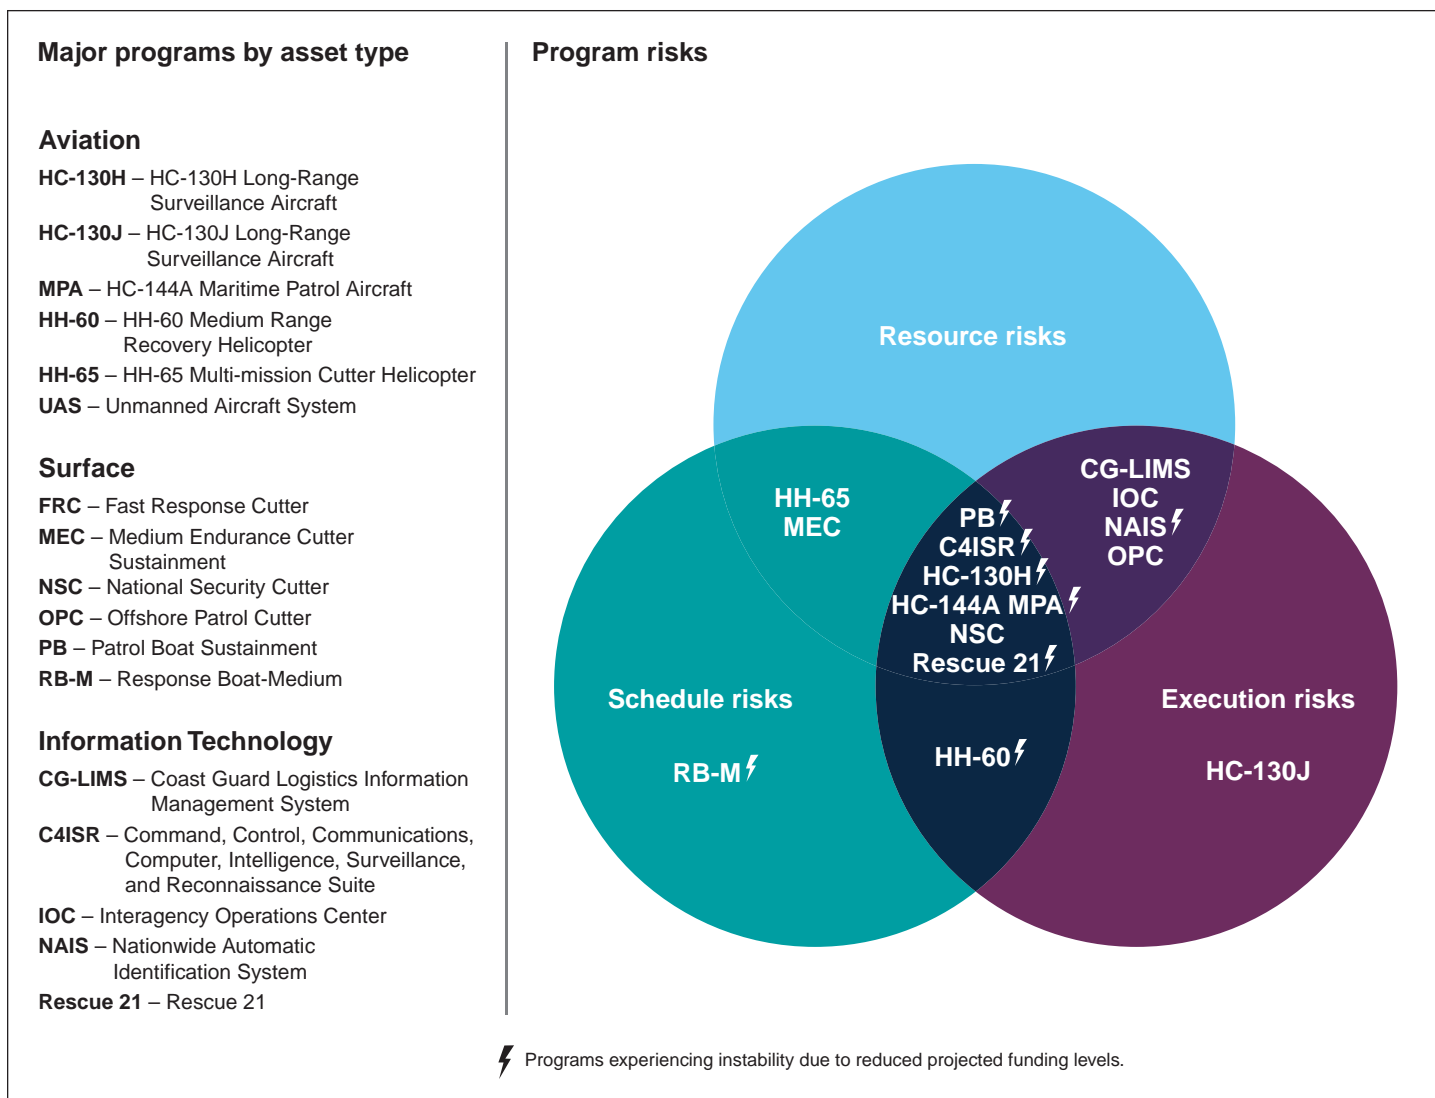 Major programs by asset type
Aviation
HC-130H – HC-130H Long-Range
Surveillance Aircraft
HC-130J – HC-130J Long-Range
Surveillance Aircraft
MPA – HC-144A Maritime Patrol Aircraft
HH-60 – HH-60 Medium Range
Recovery Helicopter
HH-65 – HH-65 Multi-mission Cutter Helicopter
UAS – Unmanned Aircraft System
Surface
FRC – Fast Response Cutter
MEC – Medium Endurance Cutter
Sustainment
NSC – National Security Cutter
OPC – Offshore Patrol Cutter
PB – Patrol Boat Sustainment
RB-M – Response Boat-Medium
Information Technology
CG-LIMS – Coast Guard Logistics Information
Management System
C4ISR – Command, Control, Communications,
Computer, Intelligence, Surveillance,
and Reconnaissance Suite
IOC – Interagency Operations Center
NAIS – Nationwide Automatic
Identification System
Rescue 21 – Rescue 21
Program risks
Resource risks
HH-65
MEC
PB
C4ISR
HC-130H
HC-144A MPA
NSC
Rescue 21
CG-LIMS
IOC
NAIS
OPC
Schedule risks
RB-M
HH-60
Execution risks
HC-130J
Programs experiencing instability due to reduced projected funding levels.